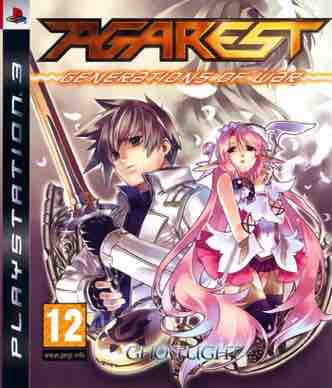 PLAYSTATION 3
AGAREST
GENERATIONS OF WAR
12
www.pegi.info
GHOSTLIGHT